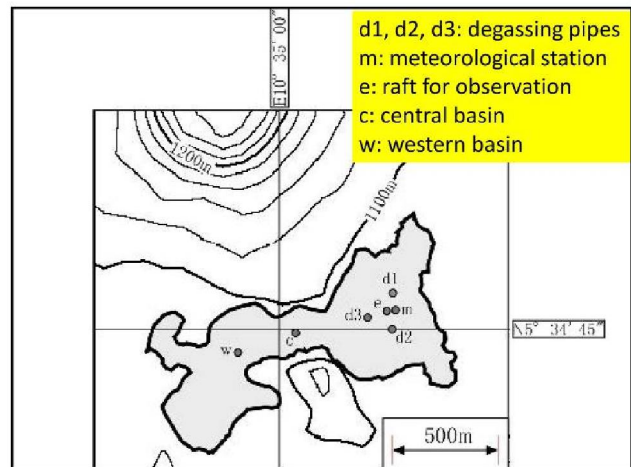 d1, d2, d3: degassing pipes
m: meteorological station
e: raft for observation
c: central basin
w: western basin
E10° 35′ 00″
1200m
1100m
d1
e
m
d3
d2
N5° 34′ 45″
c
w
500m